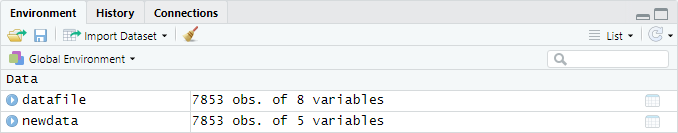 Environment History Connections
Import Dataset List
Global Environment
Data
datafile 7853 obs. of 8 variables
newdata 7853 obs. of 5 variables